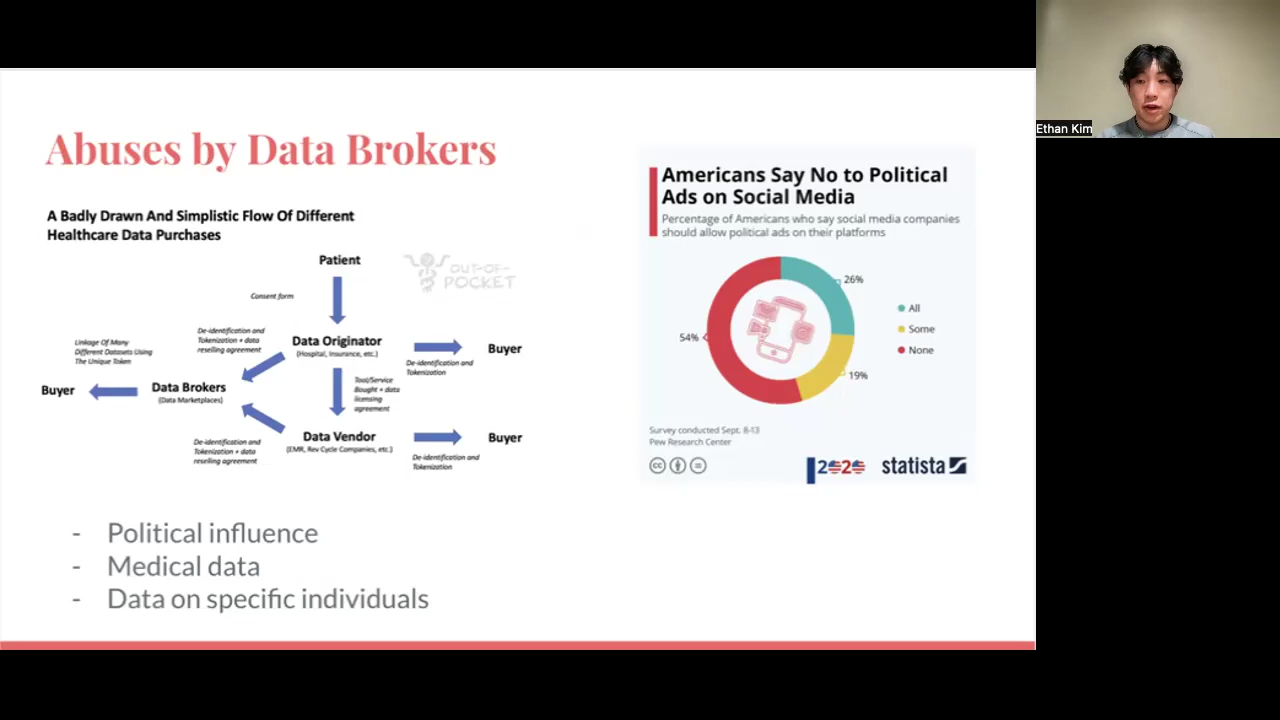 Abuses by Data Brokers
A Badly Drawn And Simplistic Flow Of Different
Healthcare Data Purchases
Patient
OUT-OF-
POCKET
Consent form
De-identification and
Tokenization + data
reselling agreement
Linkage Of Many
Different Datasets Using
The Unique Token
Data Originator
(Hospital, Insurance, etc.)
Buyer
De-identification and
Tokenization
Buyer
Data Brokers
(Data Marketplaces)
Tool/Service
Bought + data
licensing
agreement
De-identification and
Tokenization + data
reselling agreement
Data Vendor
(EMR, Rev Cycle Companies, etc.)
Buyer
De-identification and
Tokenization
- Political influence
- Medical data
- Data on specific individuals
Americans Say No to Political
Ads on Social Media
Percentage of Americans who say social media companies
should allow political ads on their platforms
26%
54%
19%
All
Some
None
Survey conducted Sept. 8-13
Pew Research Center
cc
2020
statista
Ethan Kim